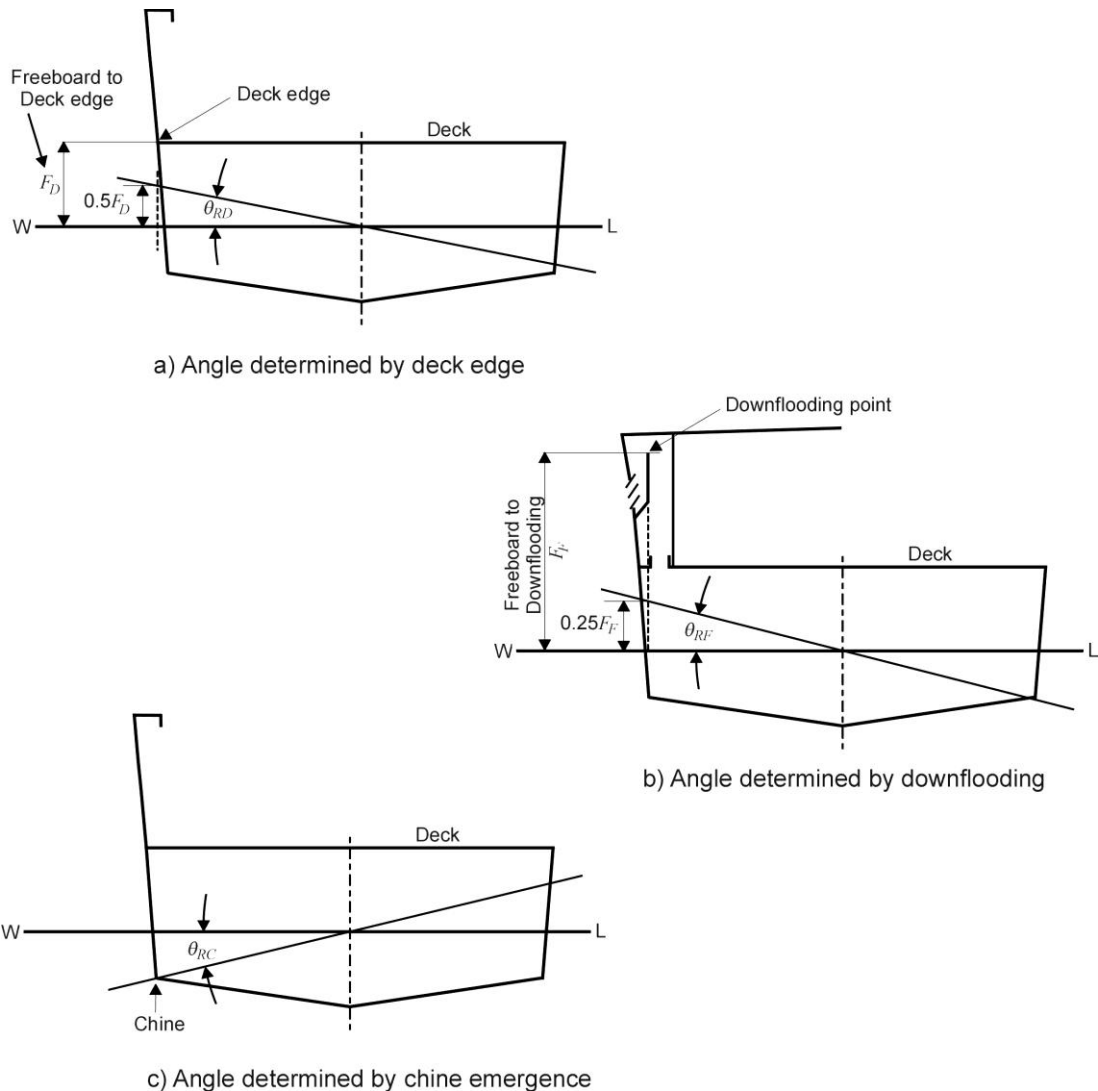 Freeboard to
Deck edge
Deck edge
Deck
F_D
0.5F_D
θ_RD
W
L
a) Angle determined by deck edge
Downflooding point
Freeboard to
Downflooding
F_F
Deck
0.25F_F
θ_RF
W
L
b) Angle determined by downflooding
Deck
W
L
θ_RC
Chine
c) Angle determined by chine emergence